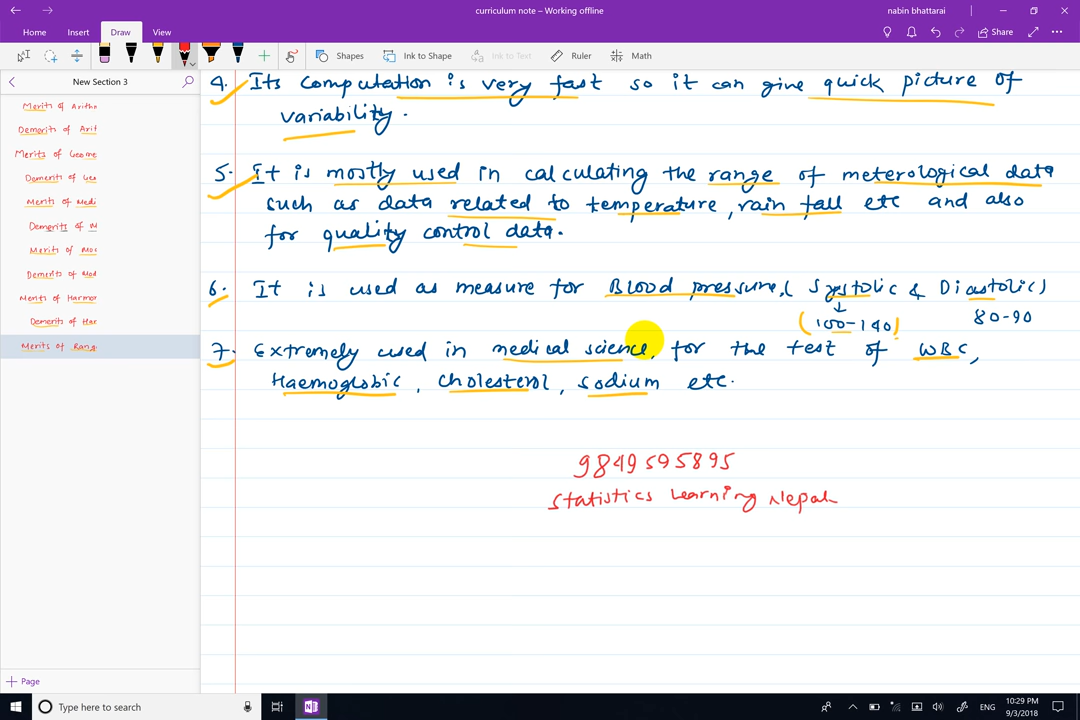 curriculum note – Working offline
nabin bhattarai
Home Insert Draw View
Share
Shapes Ink to Shape Ink to Text Ruler Math
New Section 3
Merits of Arithm
Demerits of Arit
Merits of Geome
Demerits of Geo
Merits of Medi
Demerits of M
Merits of Moc
Demerits of Mod
Merits of Harmon
Demerits of Har
Merits of Rang
Page
4. Its computation is very fast so it can give quick picture of
variability.
5. It is mostly used in calculating the range of meterological data
such as data related to temperature, rain fall etc and also
for quality control data.
6. It is used as measure for Blood pressure, ( Systolic & Diastolic)
(100-140) 80-90
7. Extremely used in medical science, for the test of WBC,
Haemoglobic, cholesterol, sodium etc.
9849595895
Statistics Learning Nepal
Type here to search
10:29 PM
9/3/2018